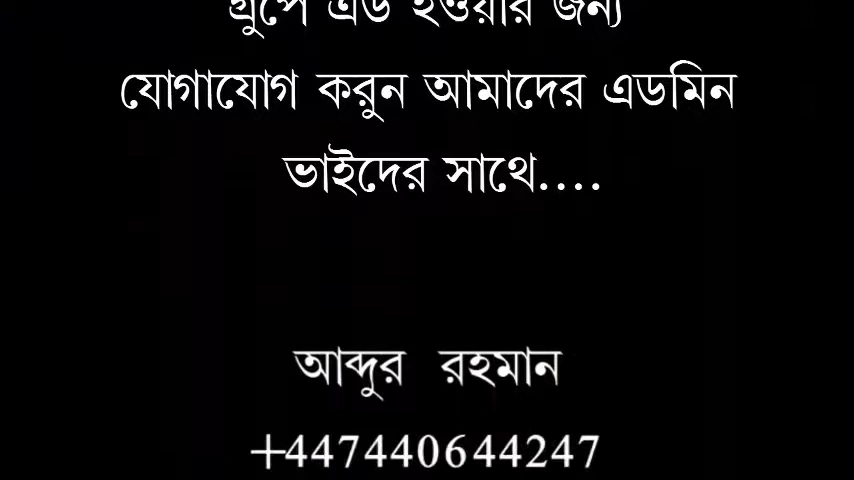 গ্রুপে এড হওয়ার জন্য
যোগাযোগ করুন আমাদের এডমিন
ভাইদের সাথে....
আব্দুর রহমান
+447440644247